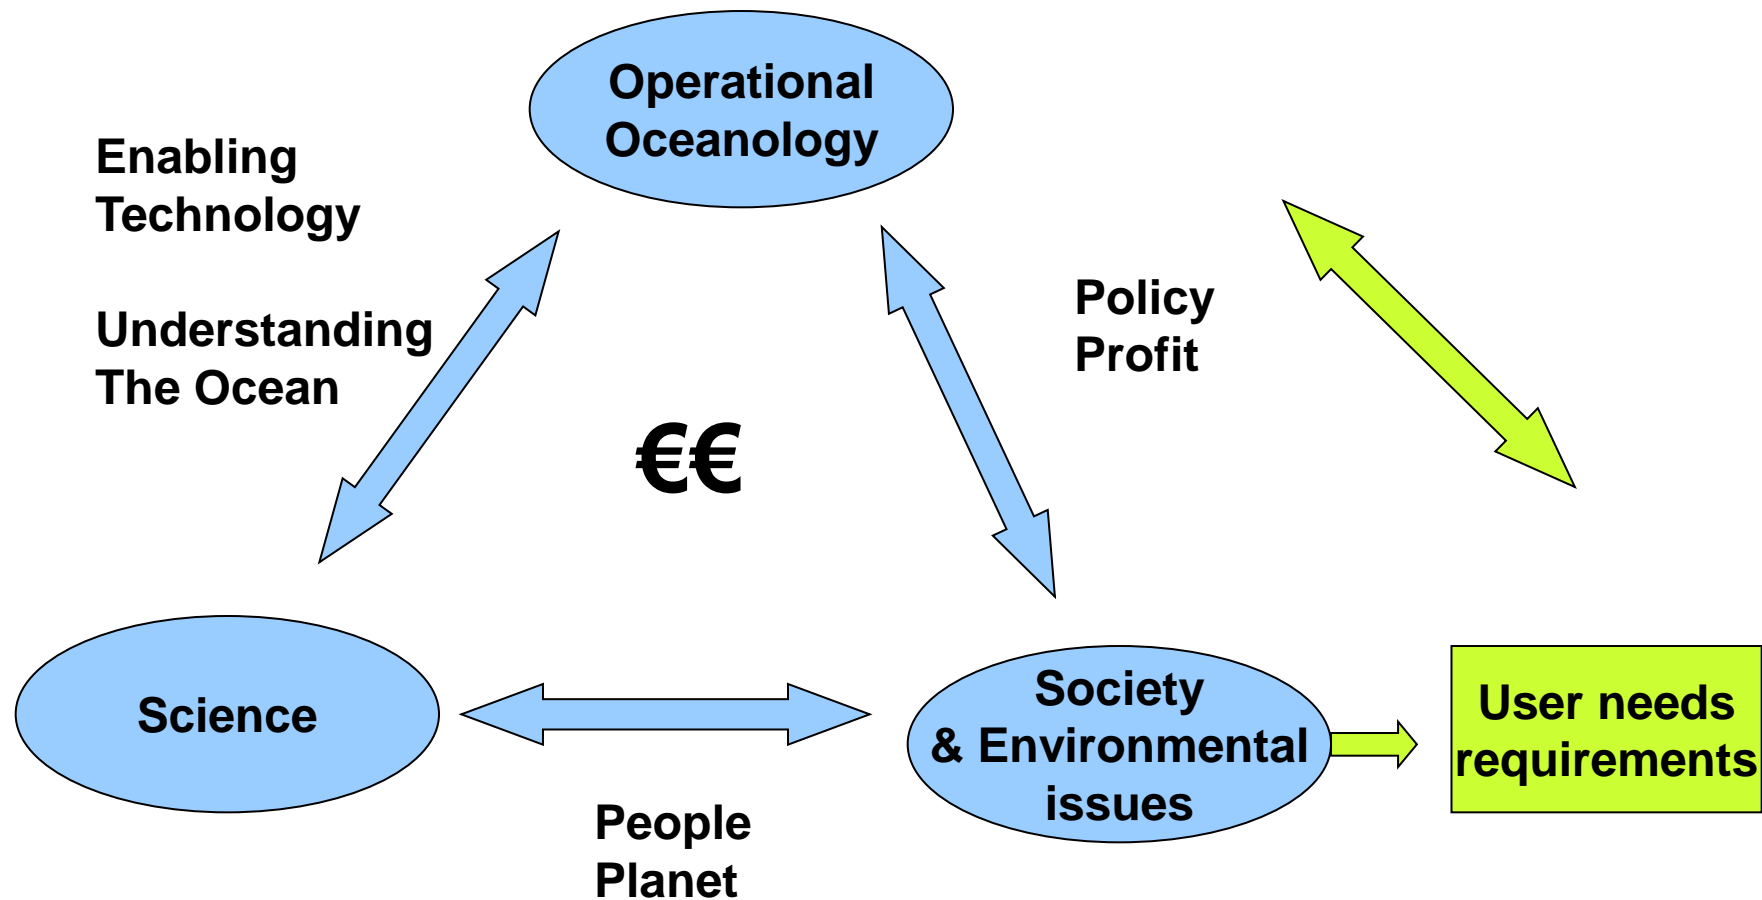 Operational
Oceanology
Enabling
Technology
Understanding
The Ocean
Policy
Profit
€€
Science
Society
& Environmental
issues
User needs
requirements
People
Planet